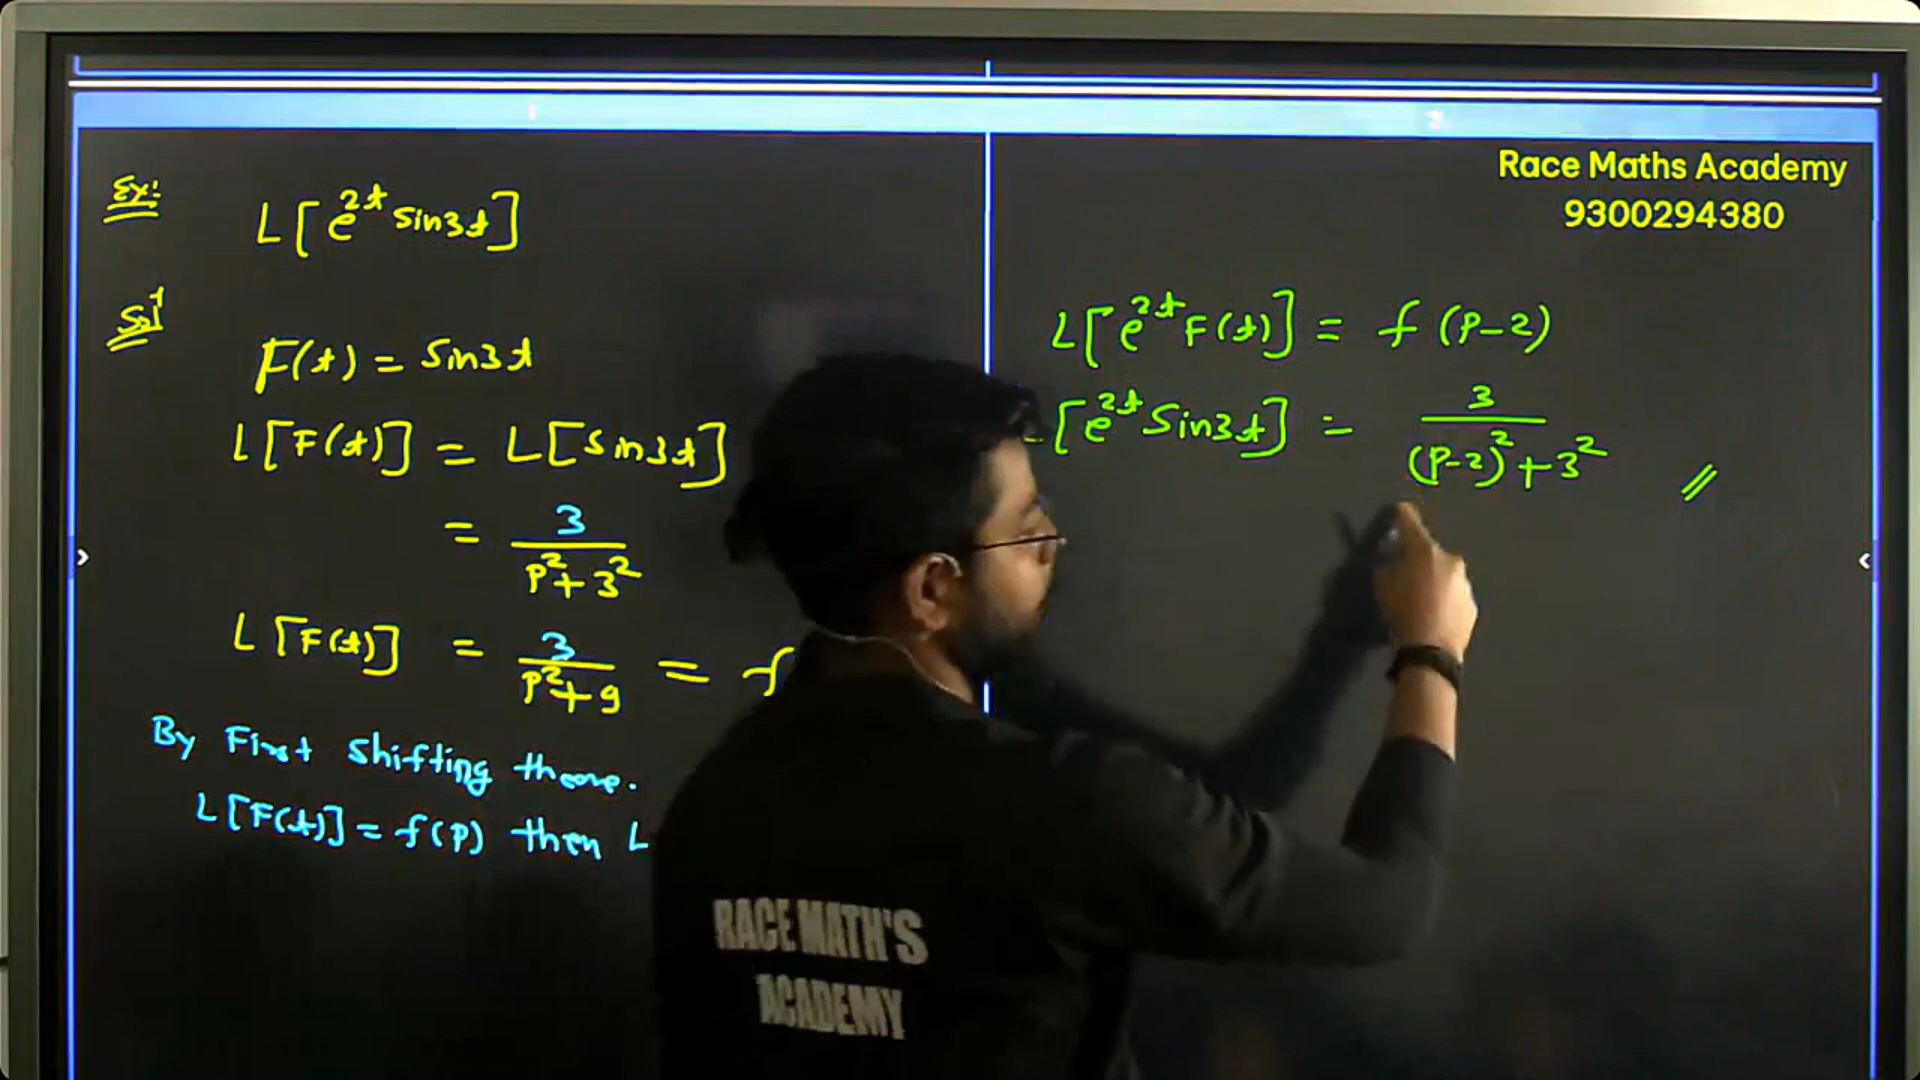 Ex:
L[e^{2t} sin3t]
Sol
F(t) = sin3t
L[F(t)] = L[sin3t]
= 3/(p²+3²)
L[F(t)] = 3/(p²+9) = f
By First shifting theore.
L[F(t)] = f(p) then L
Race Maths Academy
9300294380
L[e^{2t} F(t)] = f(p-2)
[e^{2t} Sin3t] = 3/((p-2)²+3²) //
RACE MATH'S
ACADEMY